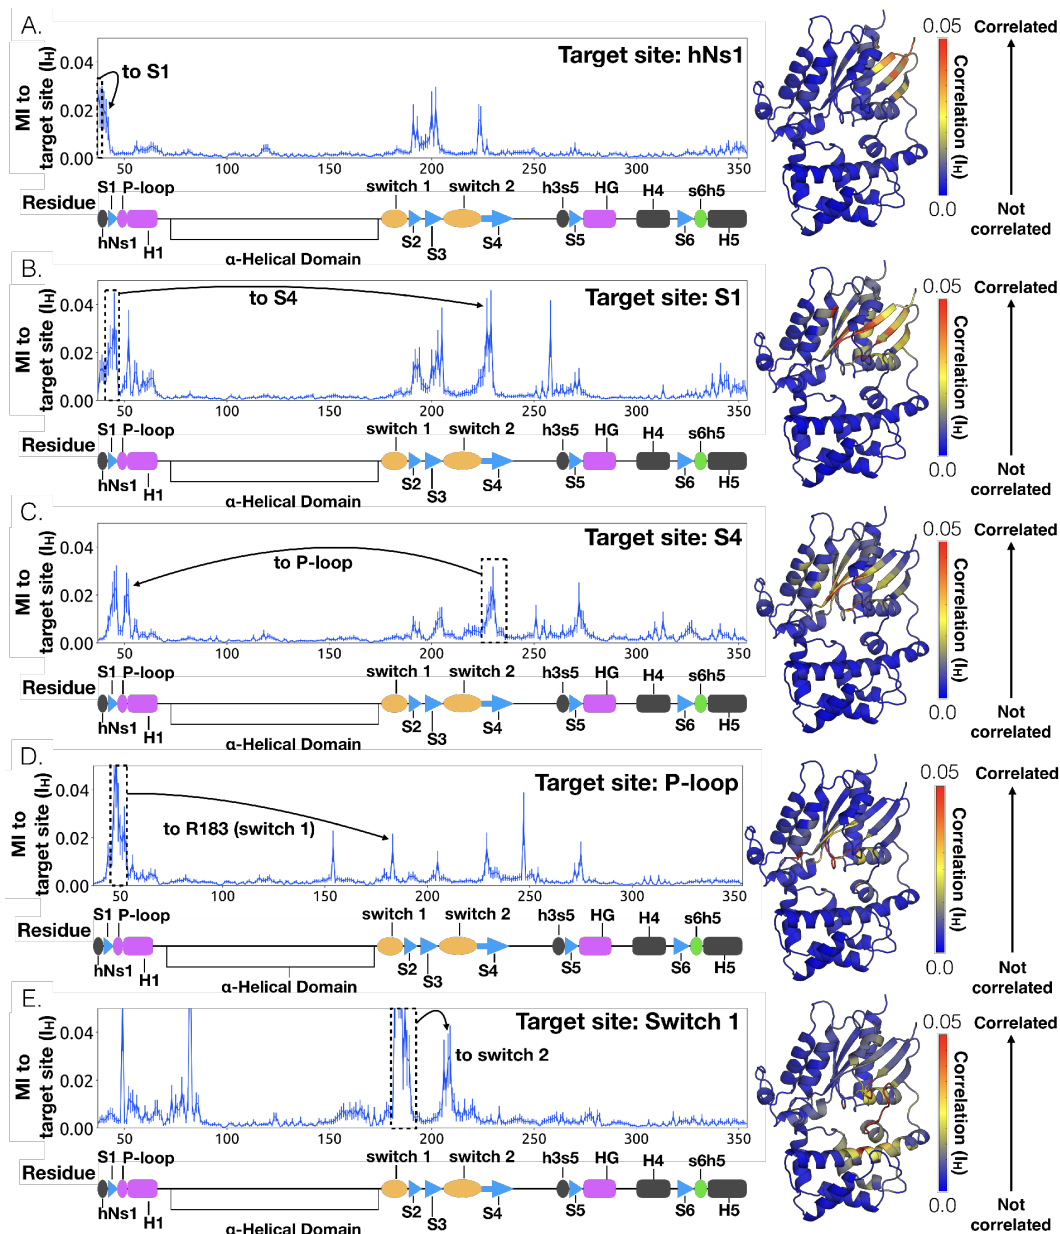 A.
Target site: hNs1
MI to
target site (IH)
0.04
0.02
0.00
to S1
50 100 150 200 250 300 350
S1 P-loop switch 1 switch 2 h3s5 HG H4 s6h5
Residue
hNs1 H1 α-Helical Domain S2 S3 S4 S5 S6 H5
0.05
Correlation (IH)
0.0
Correlated
Not
correlated
B.
Target site: S1
MI to
target site (IH)
0.04
0.02
0.00
to S4
50 100 150 200 250 300 350
S1 P-loop switch 1 switch 2 h3s5 HG H4 s6h5
Residue
hNs1 H1 α-Helical Domain S2 S3 S4 S5 S6 H5
0.05
Correlation (IH)
0.0
Correlated
Not
correlated
C.
Target site: S4
MI to
target site (IH)
0.04
0.02
0.00
to P-loop
50 100 150 200 250 300 350
S1 P-loop switch 1 switch 2 h3s5 HG H4 s6h5
Residue
hNs1 H1 α-Helical Domain S2 S3 S4 S5 S6 H5
0.05
Correlation (IH)
0.0
Correlated
Not
correlated
D.
Target site: P-loop
MI to
target site (IH)
0.04
0.02
0.00
to R183 (switch 1)
50 100 150 200 250 300 350
S1 P-loop switch 1 switch 2 h3s5 HG H4 s6h5
Residue
hNs1 H1 α-Helical Domain S2 S3 S4 S5 S6 H5
0.05
Correlation (IH)
0.0
Correlated
Not
correlated
E.
Target site: Switch 1
MI to
target site (IH)
0.04
0.02
0.00
to switch 2
50 100 150 200 250 300 350
S1 P-loop switch 1 switch 2 h3s5 HG H4 s6h5
Residue
hNs1 H1 α-Helical Domain S2 S3 S4 S5 S6 H5
0.05
Correlation (IH)
0.0
Correlated
Not
correlated